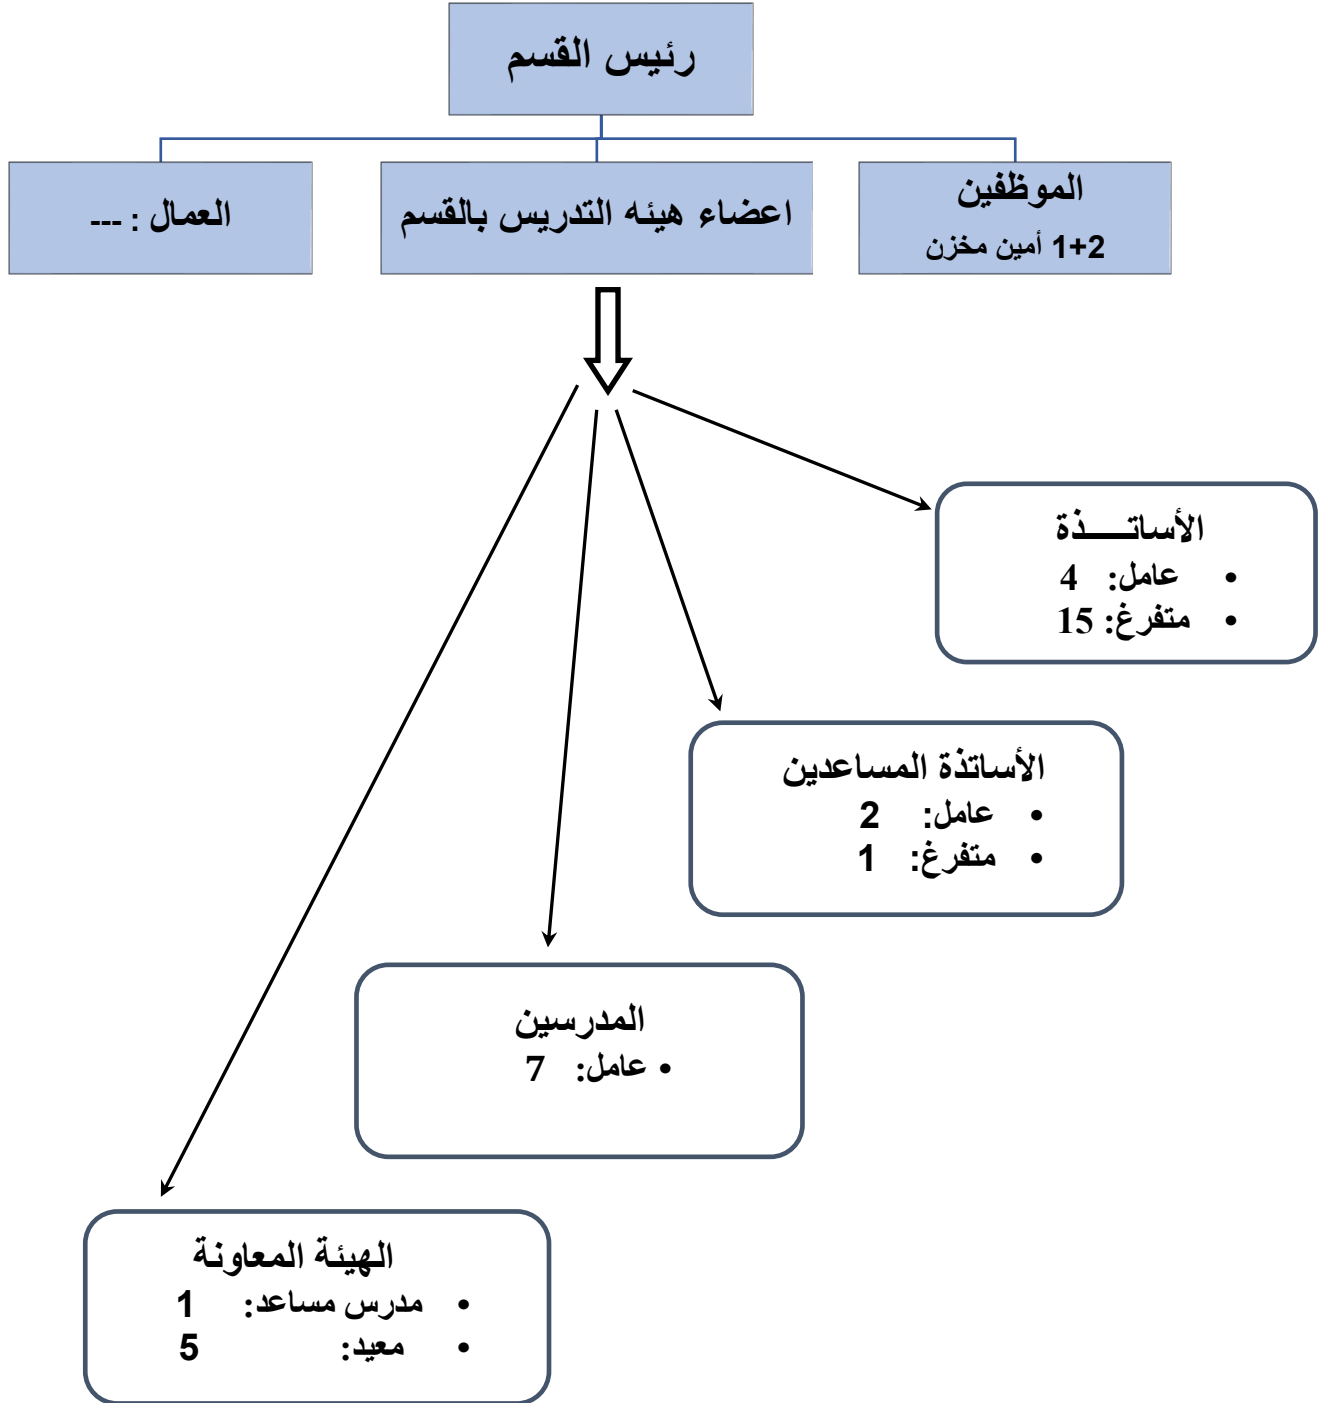 رئيس القسم
الموظفين
2+1 أمين مخزن
اعضاء هيئه التدريس بالقسم
العمال : ---
الأساتـــــذة
• عامل: 4
• متفرغ: 15
الأساتذة المساعدين
• عامل: 2
• متفرغ: 1
المدرسين
• عامل: 7
الهيئة المعاونة
• مدرس مساعد: 1
• معيد: 5